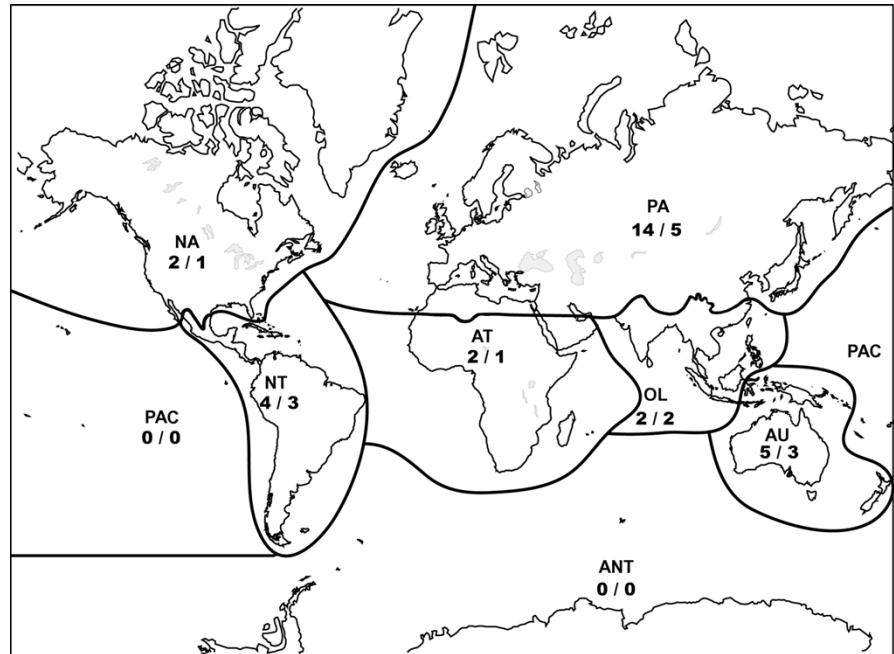 PA
14 / 5
NA
2 / 1
AT
2 / 1
PAC
NT
4 / 3
OL
2 / 2
PAC
0 / 0
AU
5 / 3
ANT
0 / 0